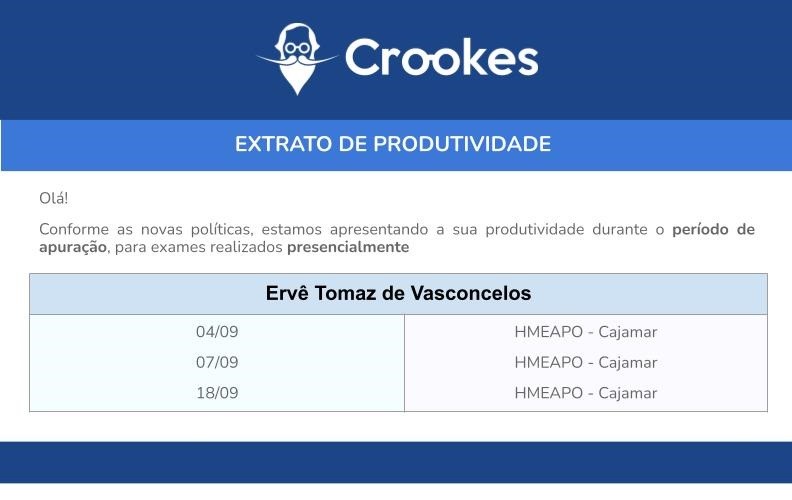 Crookes
EXTRATO DE PRODUTIVIDADE
Olá!
Conforme as novas políticas, estamos apresentando a sua produtividade durante o período de
apuração, para exames realizados presencialmente
Ervê Tomaz de Vasconcelos
04/09 HMEAPO - Cajamar
07/09 HMEAPO - Cajamar
18/09 HMEAPO - Cajamar